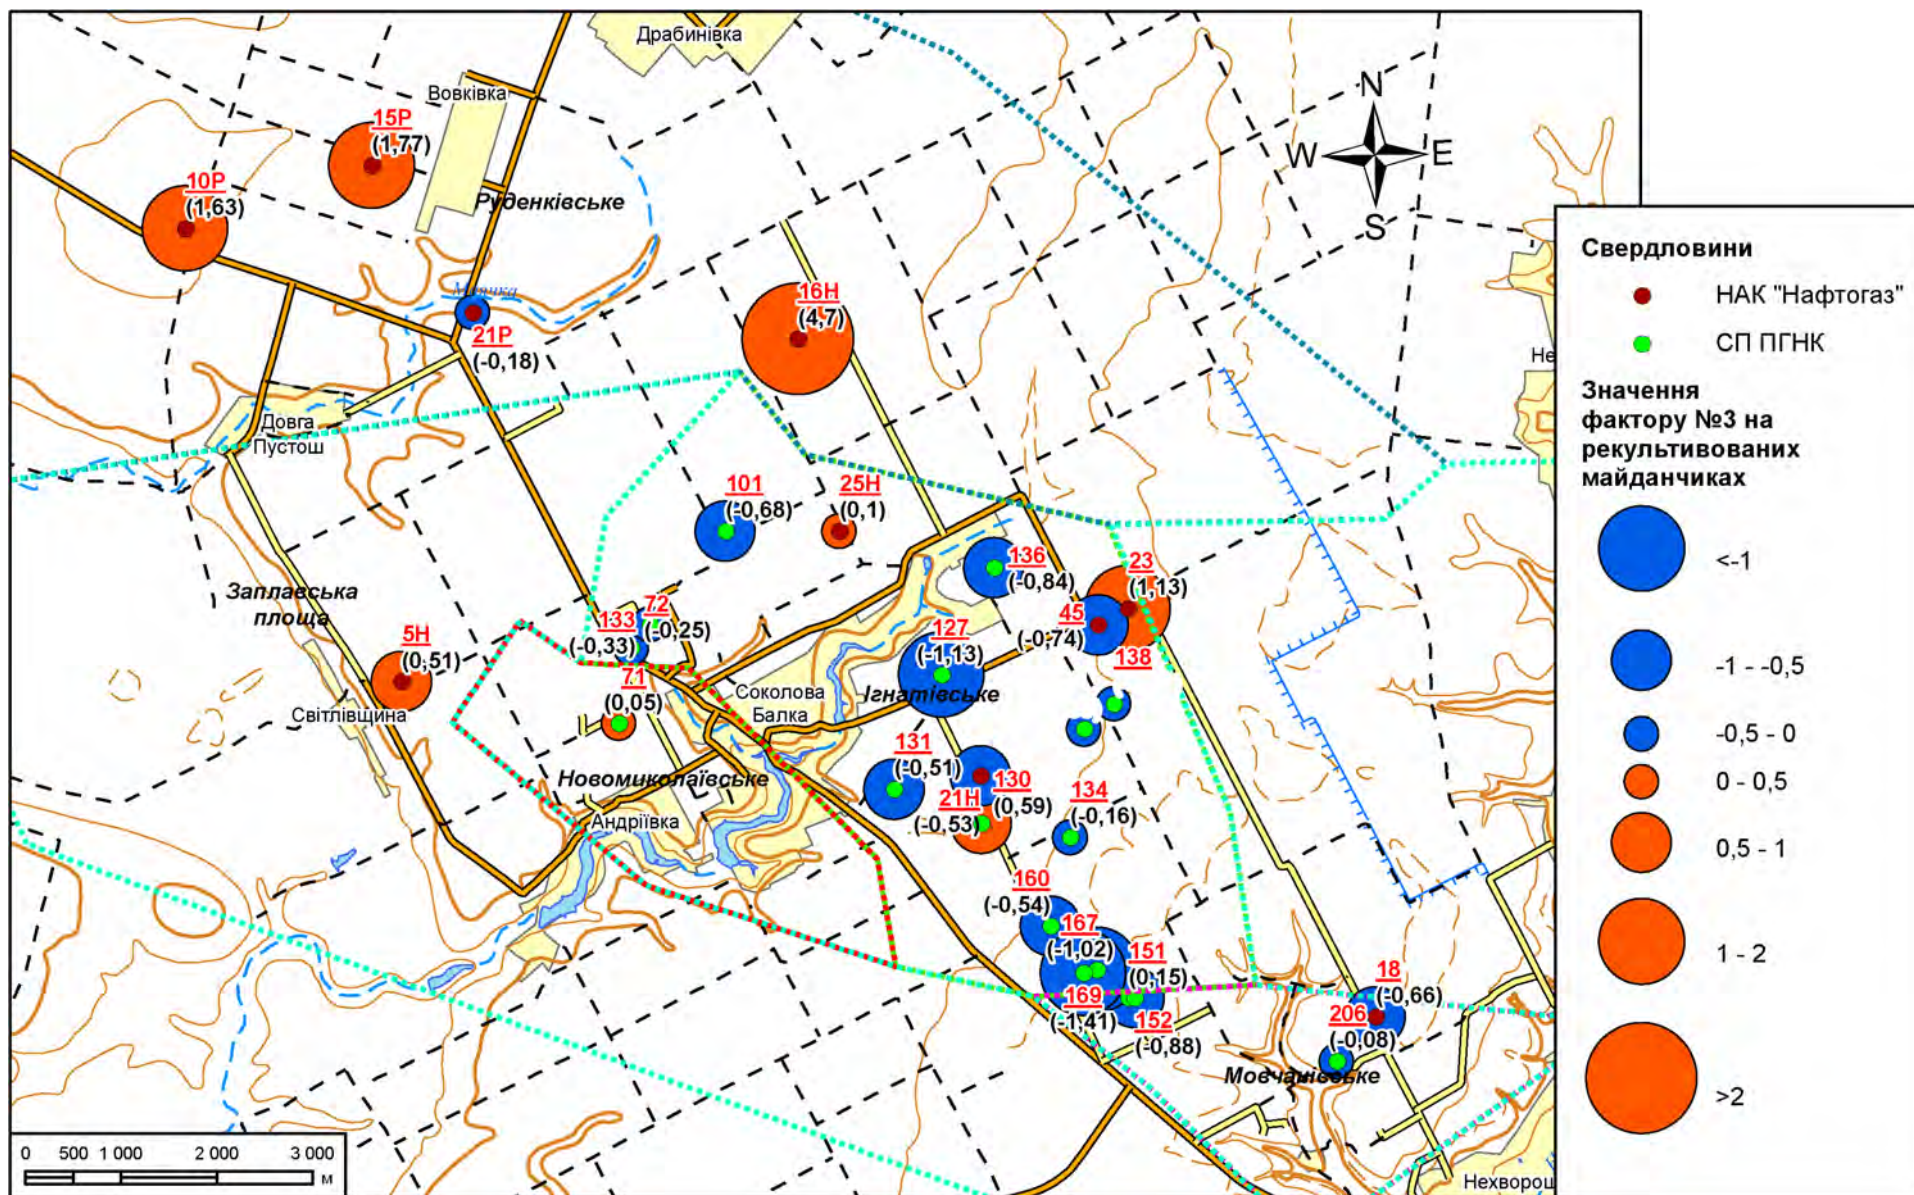 Драбинівка
Вовківка
15Р
(1,77)
10Р
(1,63)
Руденківське
N
W
E
S
16Н
(4,7)
21Р
(-0,18)
Довга
Пустош
101
(-0,68)
25Н
(0,1)
136
(-0,84)
23
(1,13)
45
(-0,74)
138
Заплавська
площа
5Н
(0,51)
Світлівщина
133
(-0,33)
72
(-0,25)
71
(0,05)
127
(-1,13)
Соколова
Балка
Ігнатівське
Новомиколаївське
Андріївка
131
(-0,51)
130
(0,59)
21Н
(-0,53)
134
(-0,16)
160
(-0,54)
167
(-1,02)
151
(0,15)
169
(-1,41)
152
(-0,88)
18
(-0,66)
206
(-0,08)
Мовчанівське
Не
Нехворощ
0 500 1 000 2 000 3 000
м
Свердловини
НАК "Нафтогаз"
СП ПГНК
Значення
фактору №3 на
рекультивованих
майданчиках
<-1
-1 - -0,5
-0,5 - 0
0 - 0,5
0,5 - 1
1 - 2
>2